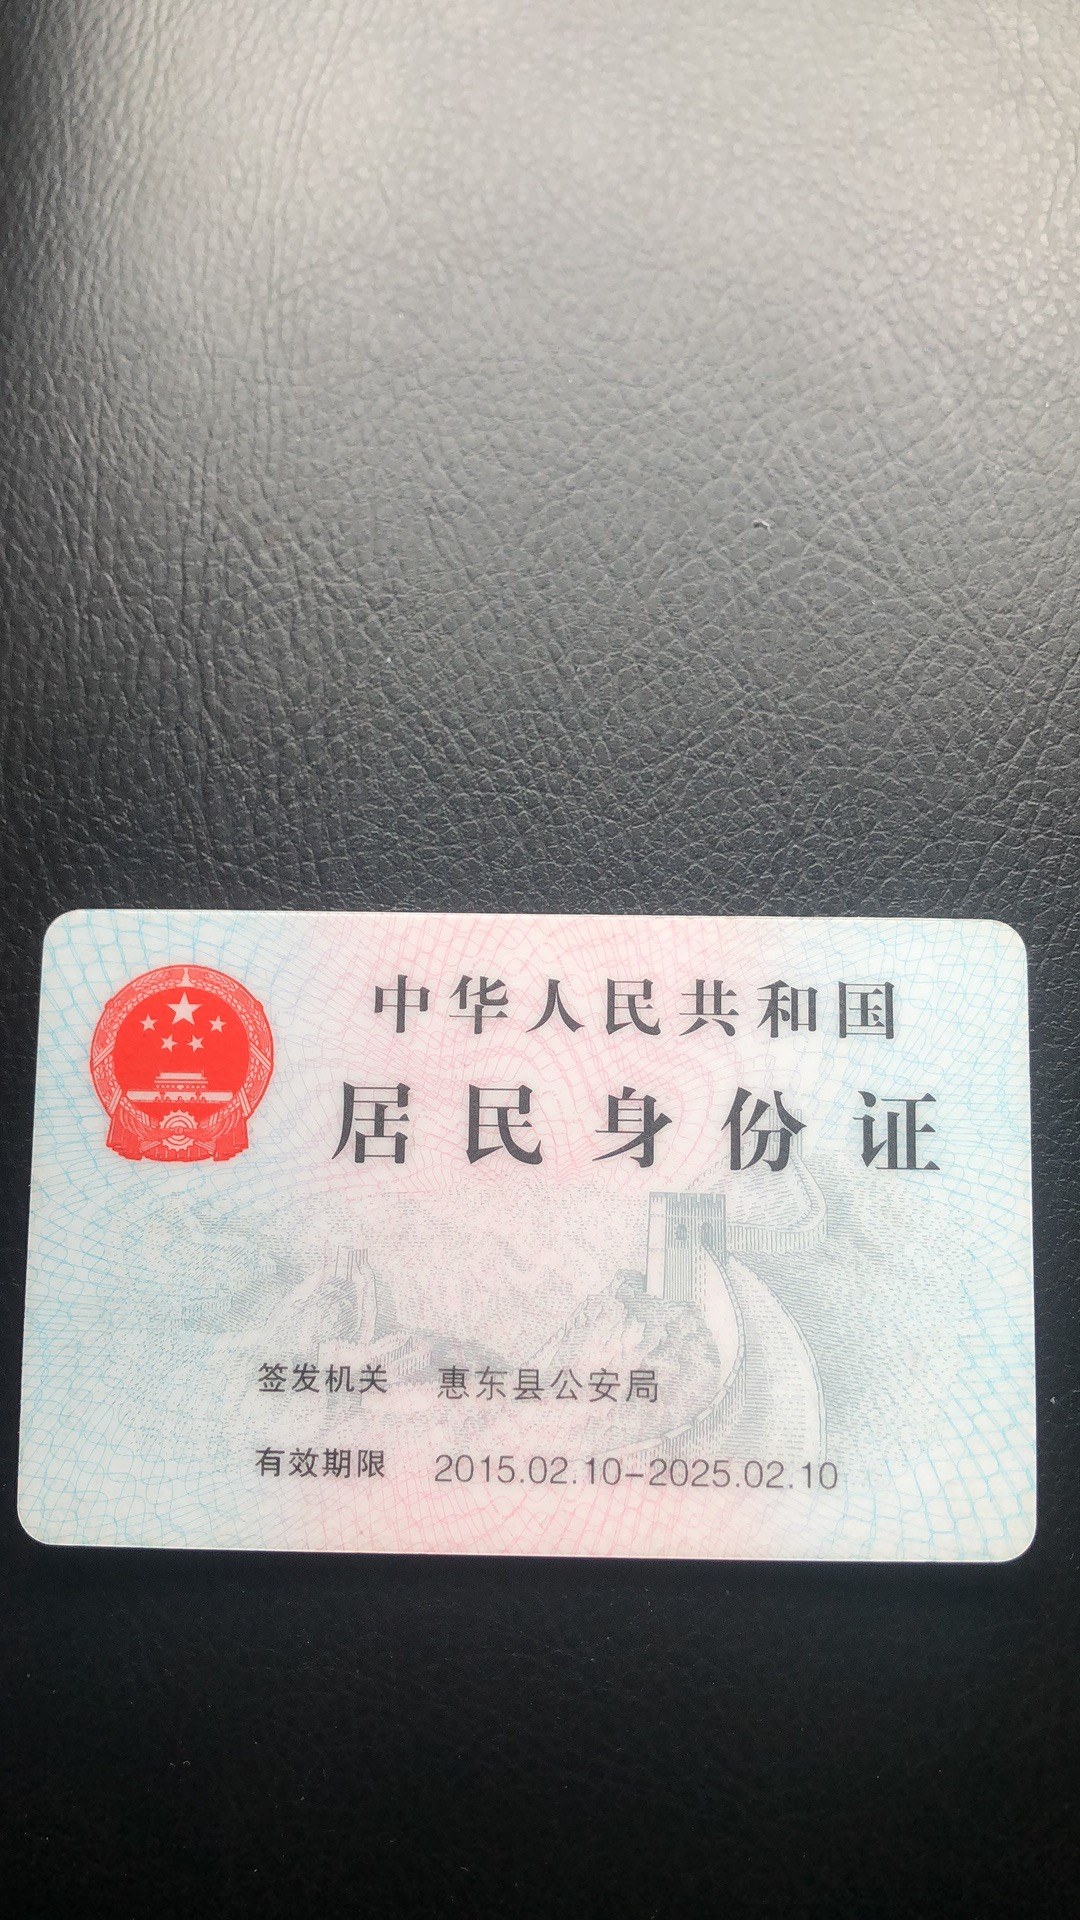 中华人民共和国
居民身份证
签发机关 惠东县公安局
有效期限 2015.02.10-2025.02.10